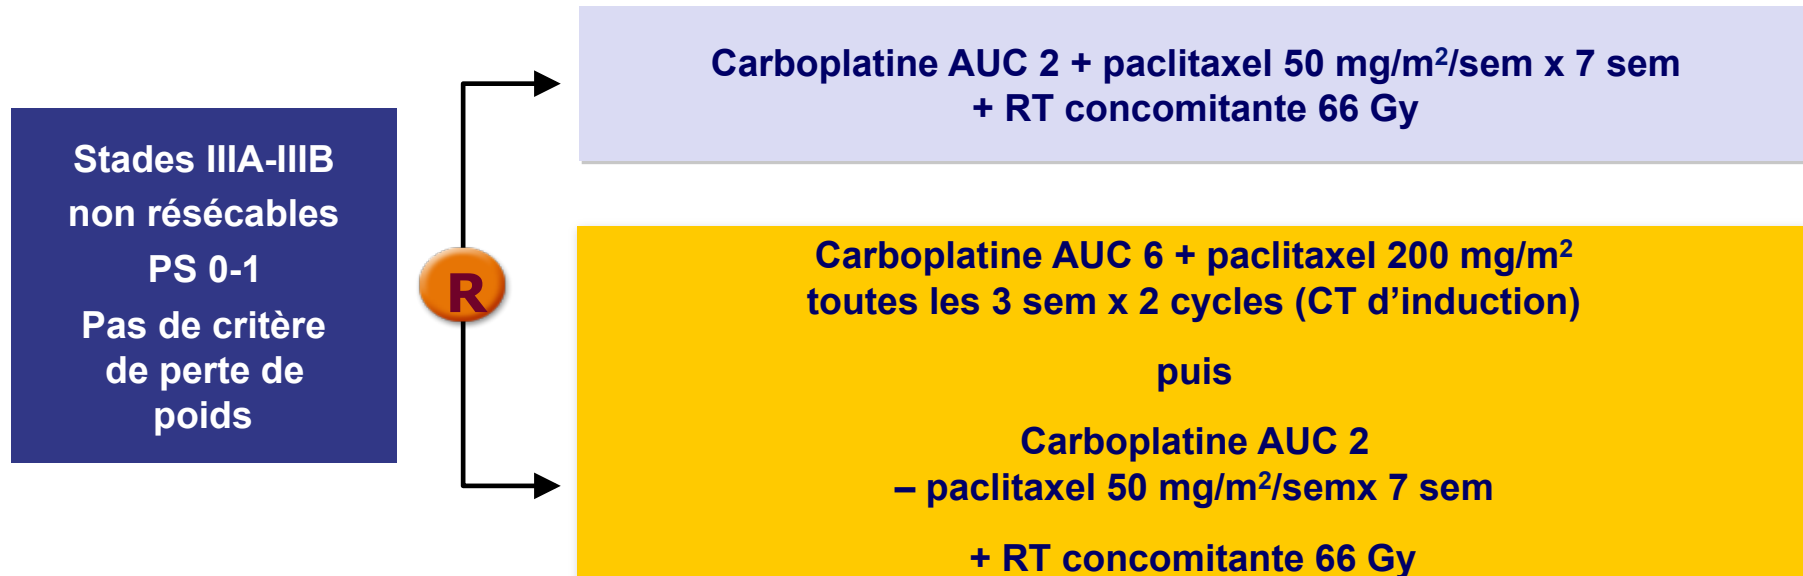 Stades IIIA-IIIB
non résécables
PS 0-1
Pas de critère
de perte de
poids
R
Carboplatine AUC 2 + paclitaxel 50 mg/m²/sem x 7 sem
+ RT concomitante 66 Gy
Carboplatine AUC 6 + paclitaxel 200 mg/m²
toutes les 3 sem x 2 cycles (CT d’induction)
puis
Carboplatine AUC 2
– paclitaxel 50 mg/m²/semx 7 sem
+ RT concomitante 66 Gy